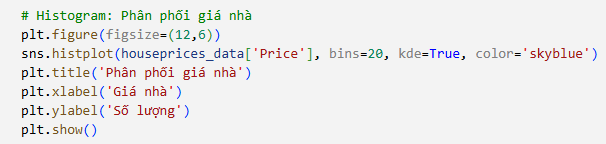 # Histogram: Phân phối giá nhà
plt.figure(figsize=(12,6))
sns.histplot(houseprices_data['Price'], bins=20, kde=True, color='skyblue')
plt.title('Phân phối giá nhà')
plt.xlabel('Giá nhà')
plt.ylabel('Số lượng')
plt.show()